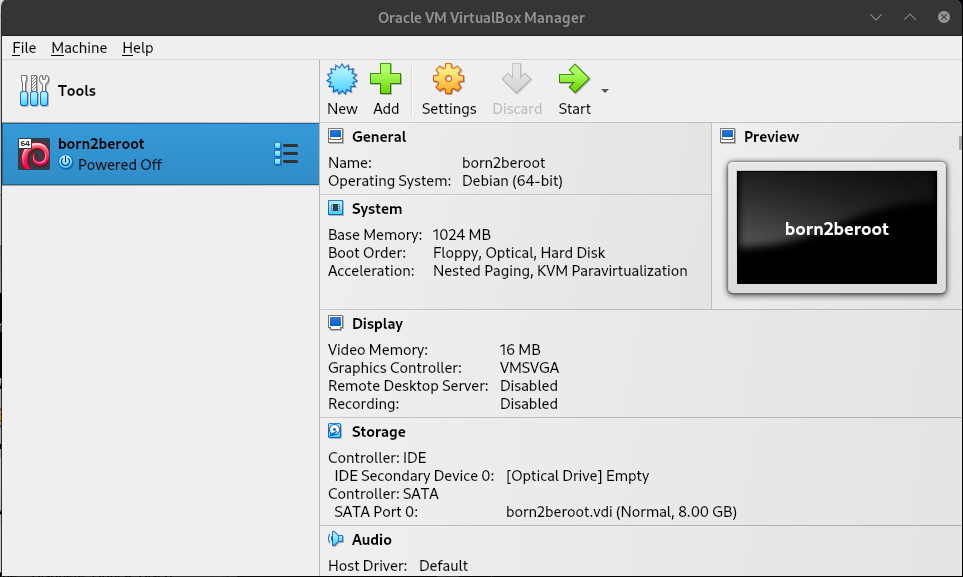 Oracle VM VirtualBox Manager
File Machine Help
Tools
New Add Settings Discard Start
64
born2beroot
Powered Off
General
Name: born2beroot
Operating System: Debian (64-bit)
Preview
born2beroot
System
Base Memory: 1024 MB
Boot Order: Floppy, Optical, Hard Disk
Acceleration: Nested Paging, KVM Paravirtualization
Display
Video Memory: 16 MB
Graphics Controller: VMSVGA
Remote Desktop Server: Disabled
Recording: Disabled
Storage
Controller: IDE
IDE Secondary Device 0: [Optical Drive] Empty
Controller: SATA
SATA Port 0: born2beroot.vdi (Normal, 8.00 GB)
Audio
Host Driver: Default